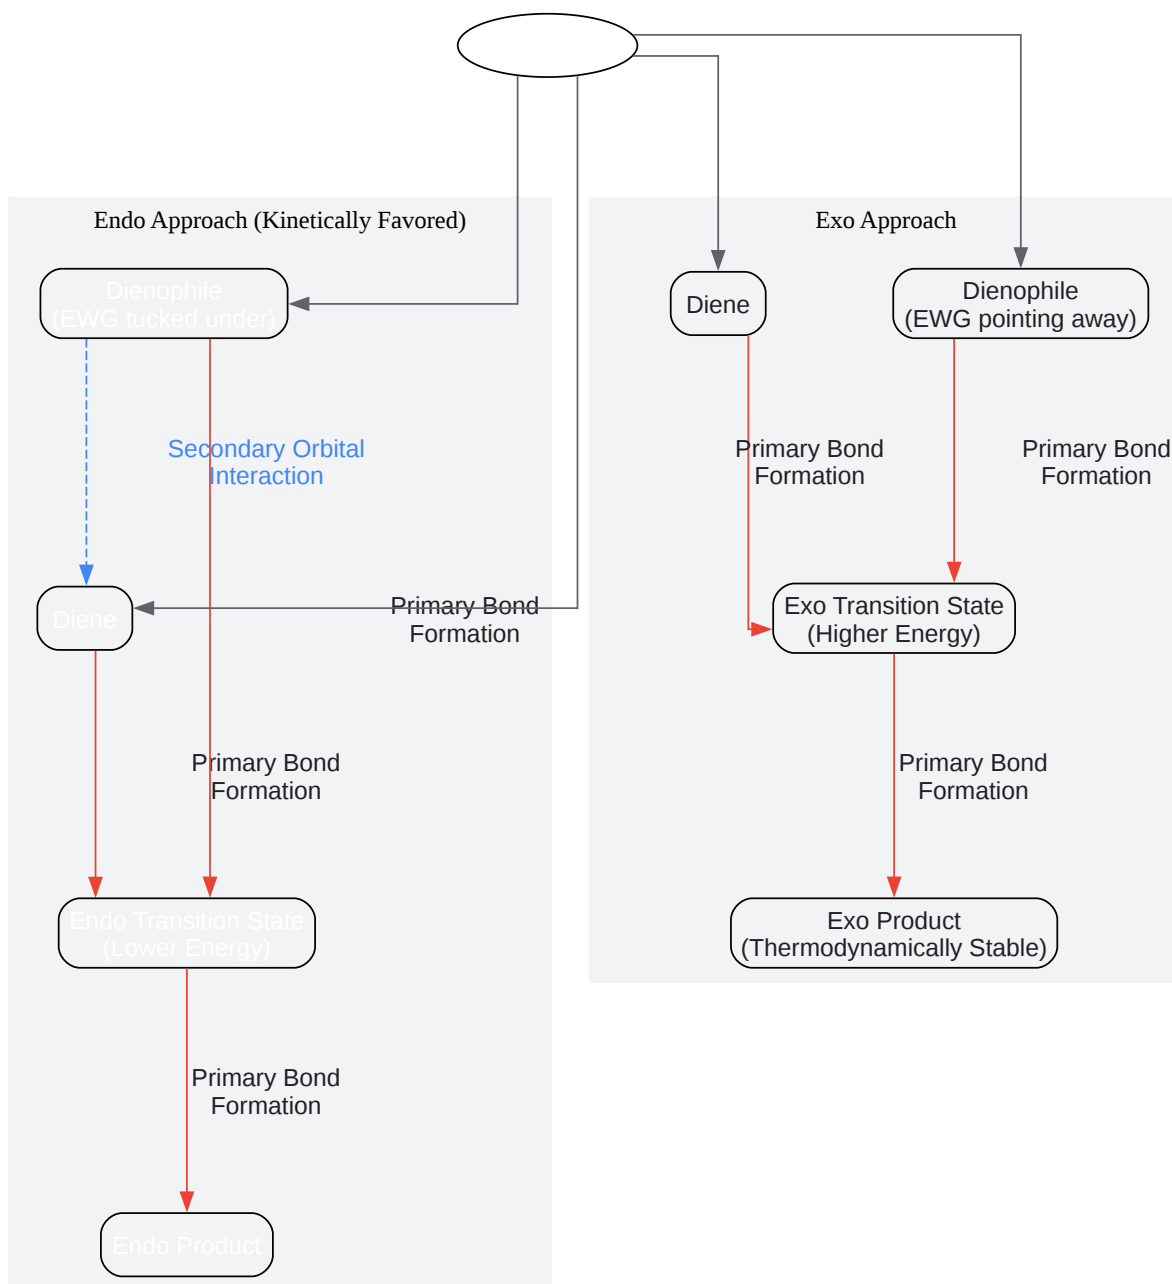 Endo Approach (Kinetically Favored)
Dienophile
(EWG tucked under)
Secondary Orbital
Interaction
Diene
Primary Bond
Formation
Primary Bond
Formation
Endo Transition State
(Lower Energy)
Primary Bond
Formation
Endo Product
Exo Approach
Diene
Dienophile
(EWG pointing away)
Primary Bond
Formation
Primary Bond
Formation
Exo Transition State
(Higher Energy)
Primary Bond
Formation
Exo Product
(Thermodynamically Stable)